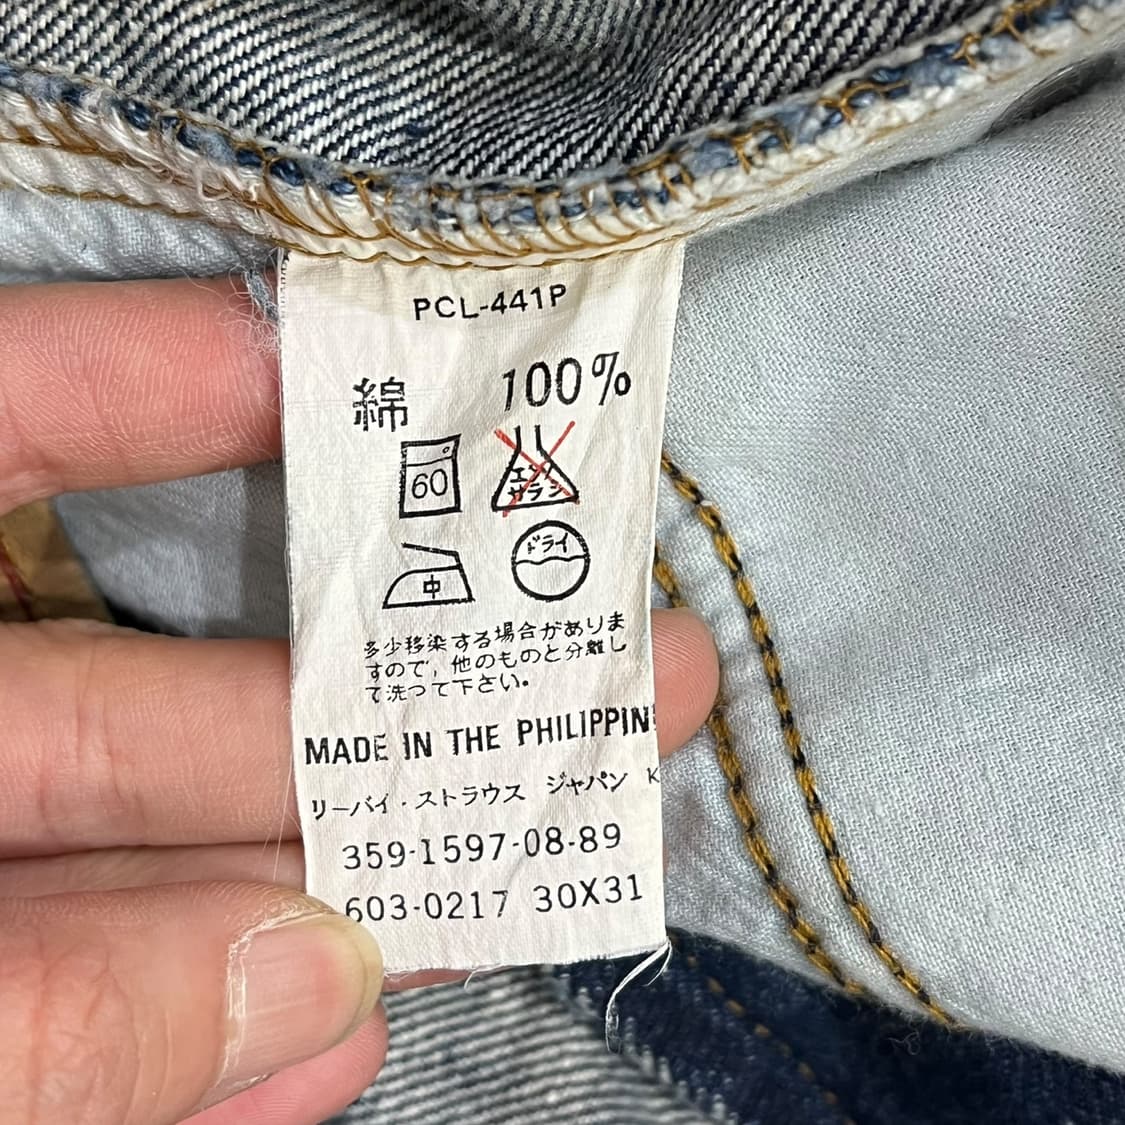 PCL-441P
綿 100%
60
エンソ
サラシ
中
ドライ
多少移染する場合がありま
すので，他のものと分離し
て洗つて下さい。
MADE IN THE PHILIPPIN
リーバイ・ストラウス ジャパン K
359-1597-08-89
603-0217 30X31